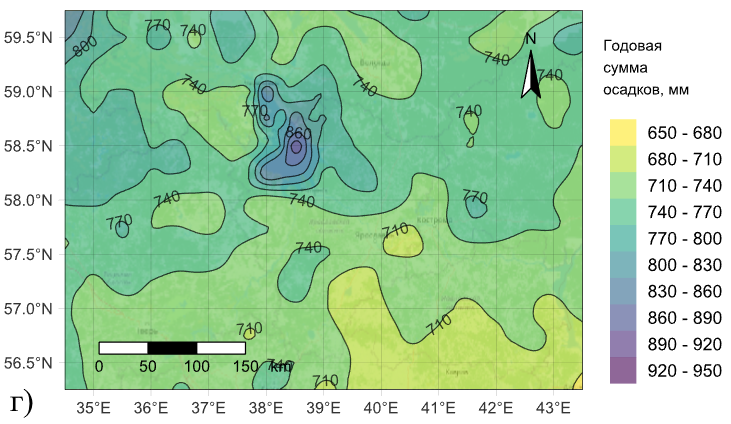 770
740
N
59.5°N
800
740
740
740
59.0°N
740
770
740
860
58.5°N
58.0°N
740
740
770
770
Кострома
710
57.5°N
740
57.0°N
710
710
56.5°N
0 50 100 150 km
740
710
г)
35°E 36°E 37°E 38°E 39°E 40°E 41°E 42°E 43°E
Годовая
сумма
осадков, мм
650 - 680
680 - 710
710 - 740
740 - 770
770 - 800
800 - 830
830 - 860
860 - 890
890 - 920
920 - 950